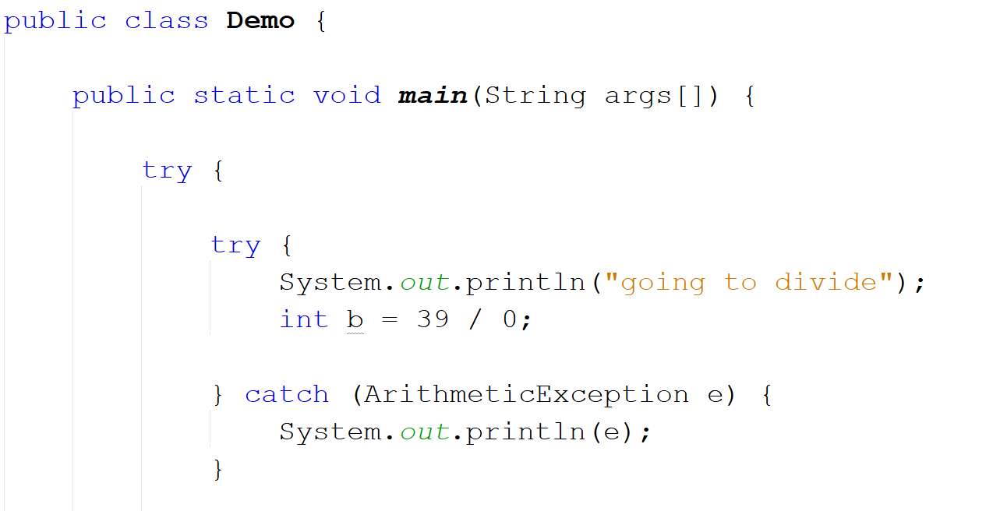 public class Demo {
public static void main(String args[]) {
try {
try {
System.out.println("going to divide");
int b = 39 / 0;
} catch (ArithmeticException e) {
System.out.println(e);
}